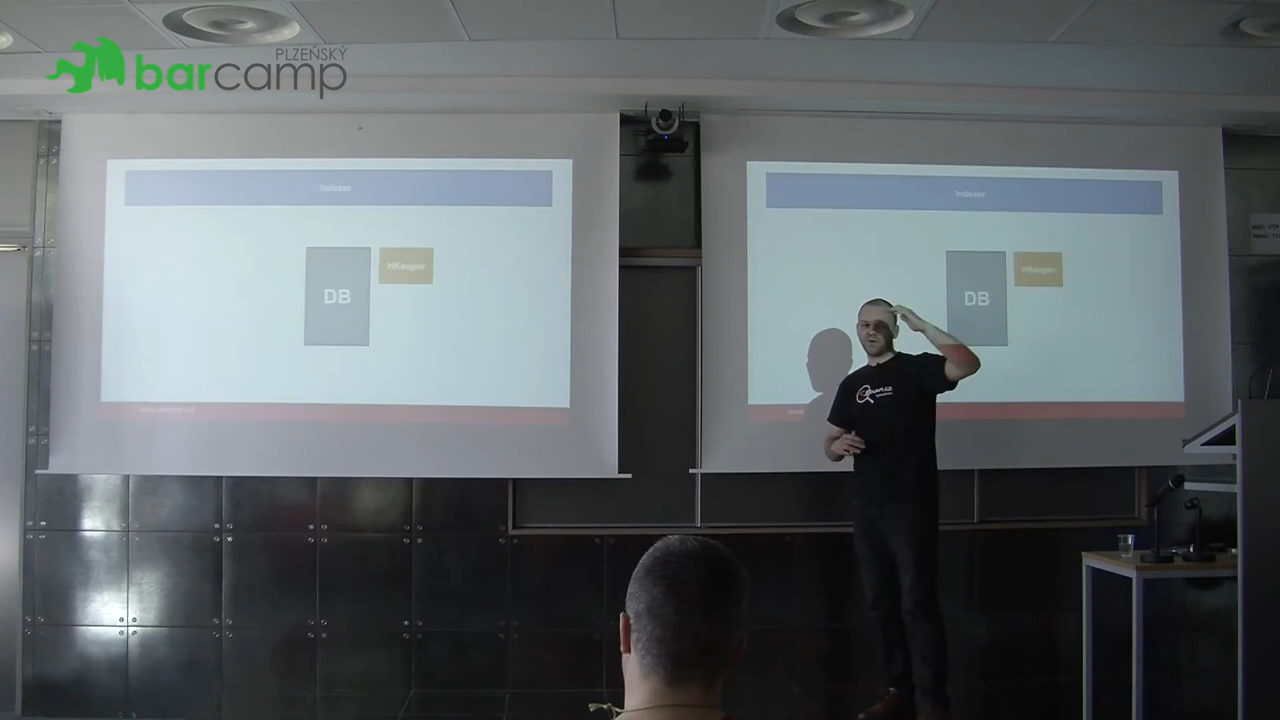 PLZEŇSKÝ
barcamp
Indexer
HKeeper
DB
Indexer
HKeeper
DB